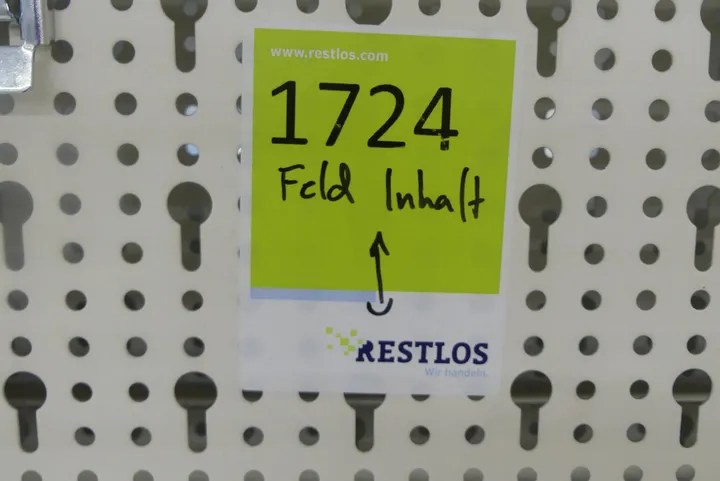 www.restlos.com
1724
Feld Inhalt
RESTLOS
Wir handeln.